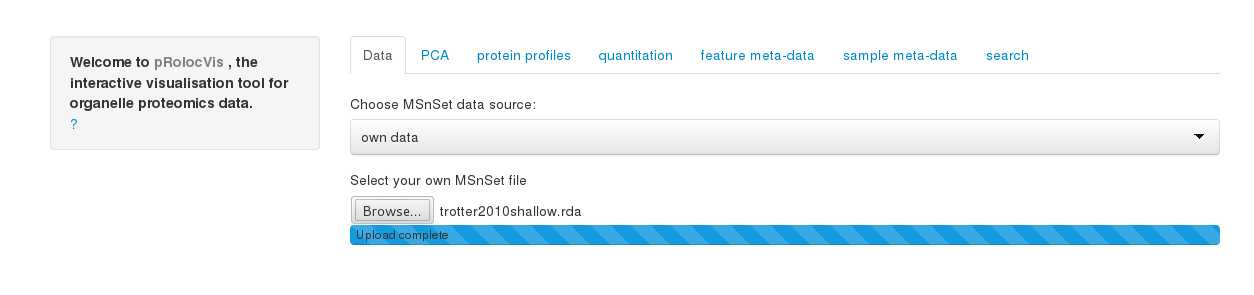 Welcome to pRolocVis , the
interactive visualisation tool for
organelle proteomics data.
?
Data PCA protein profiles quantitation feature meta-data sample meta-data search
Choose MSnSet data source:
own data
Select your own MSnSet file
Browse... trotter2010shallow.rda
Upload complete